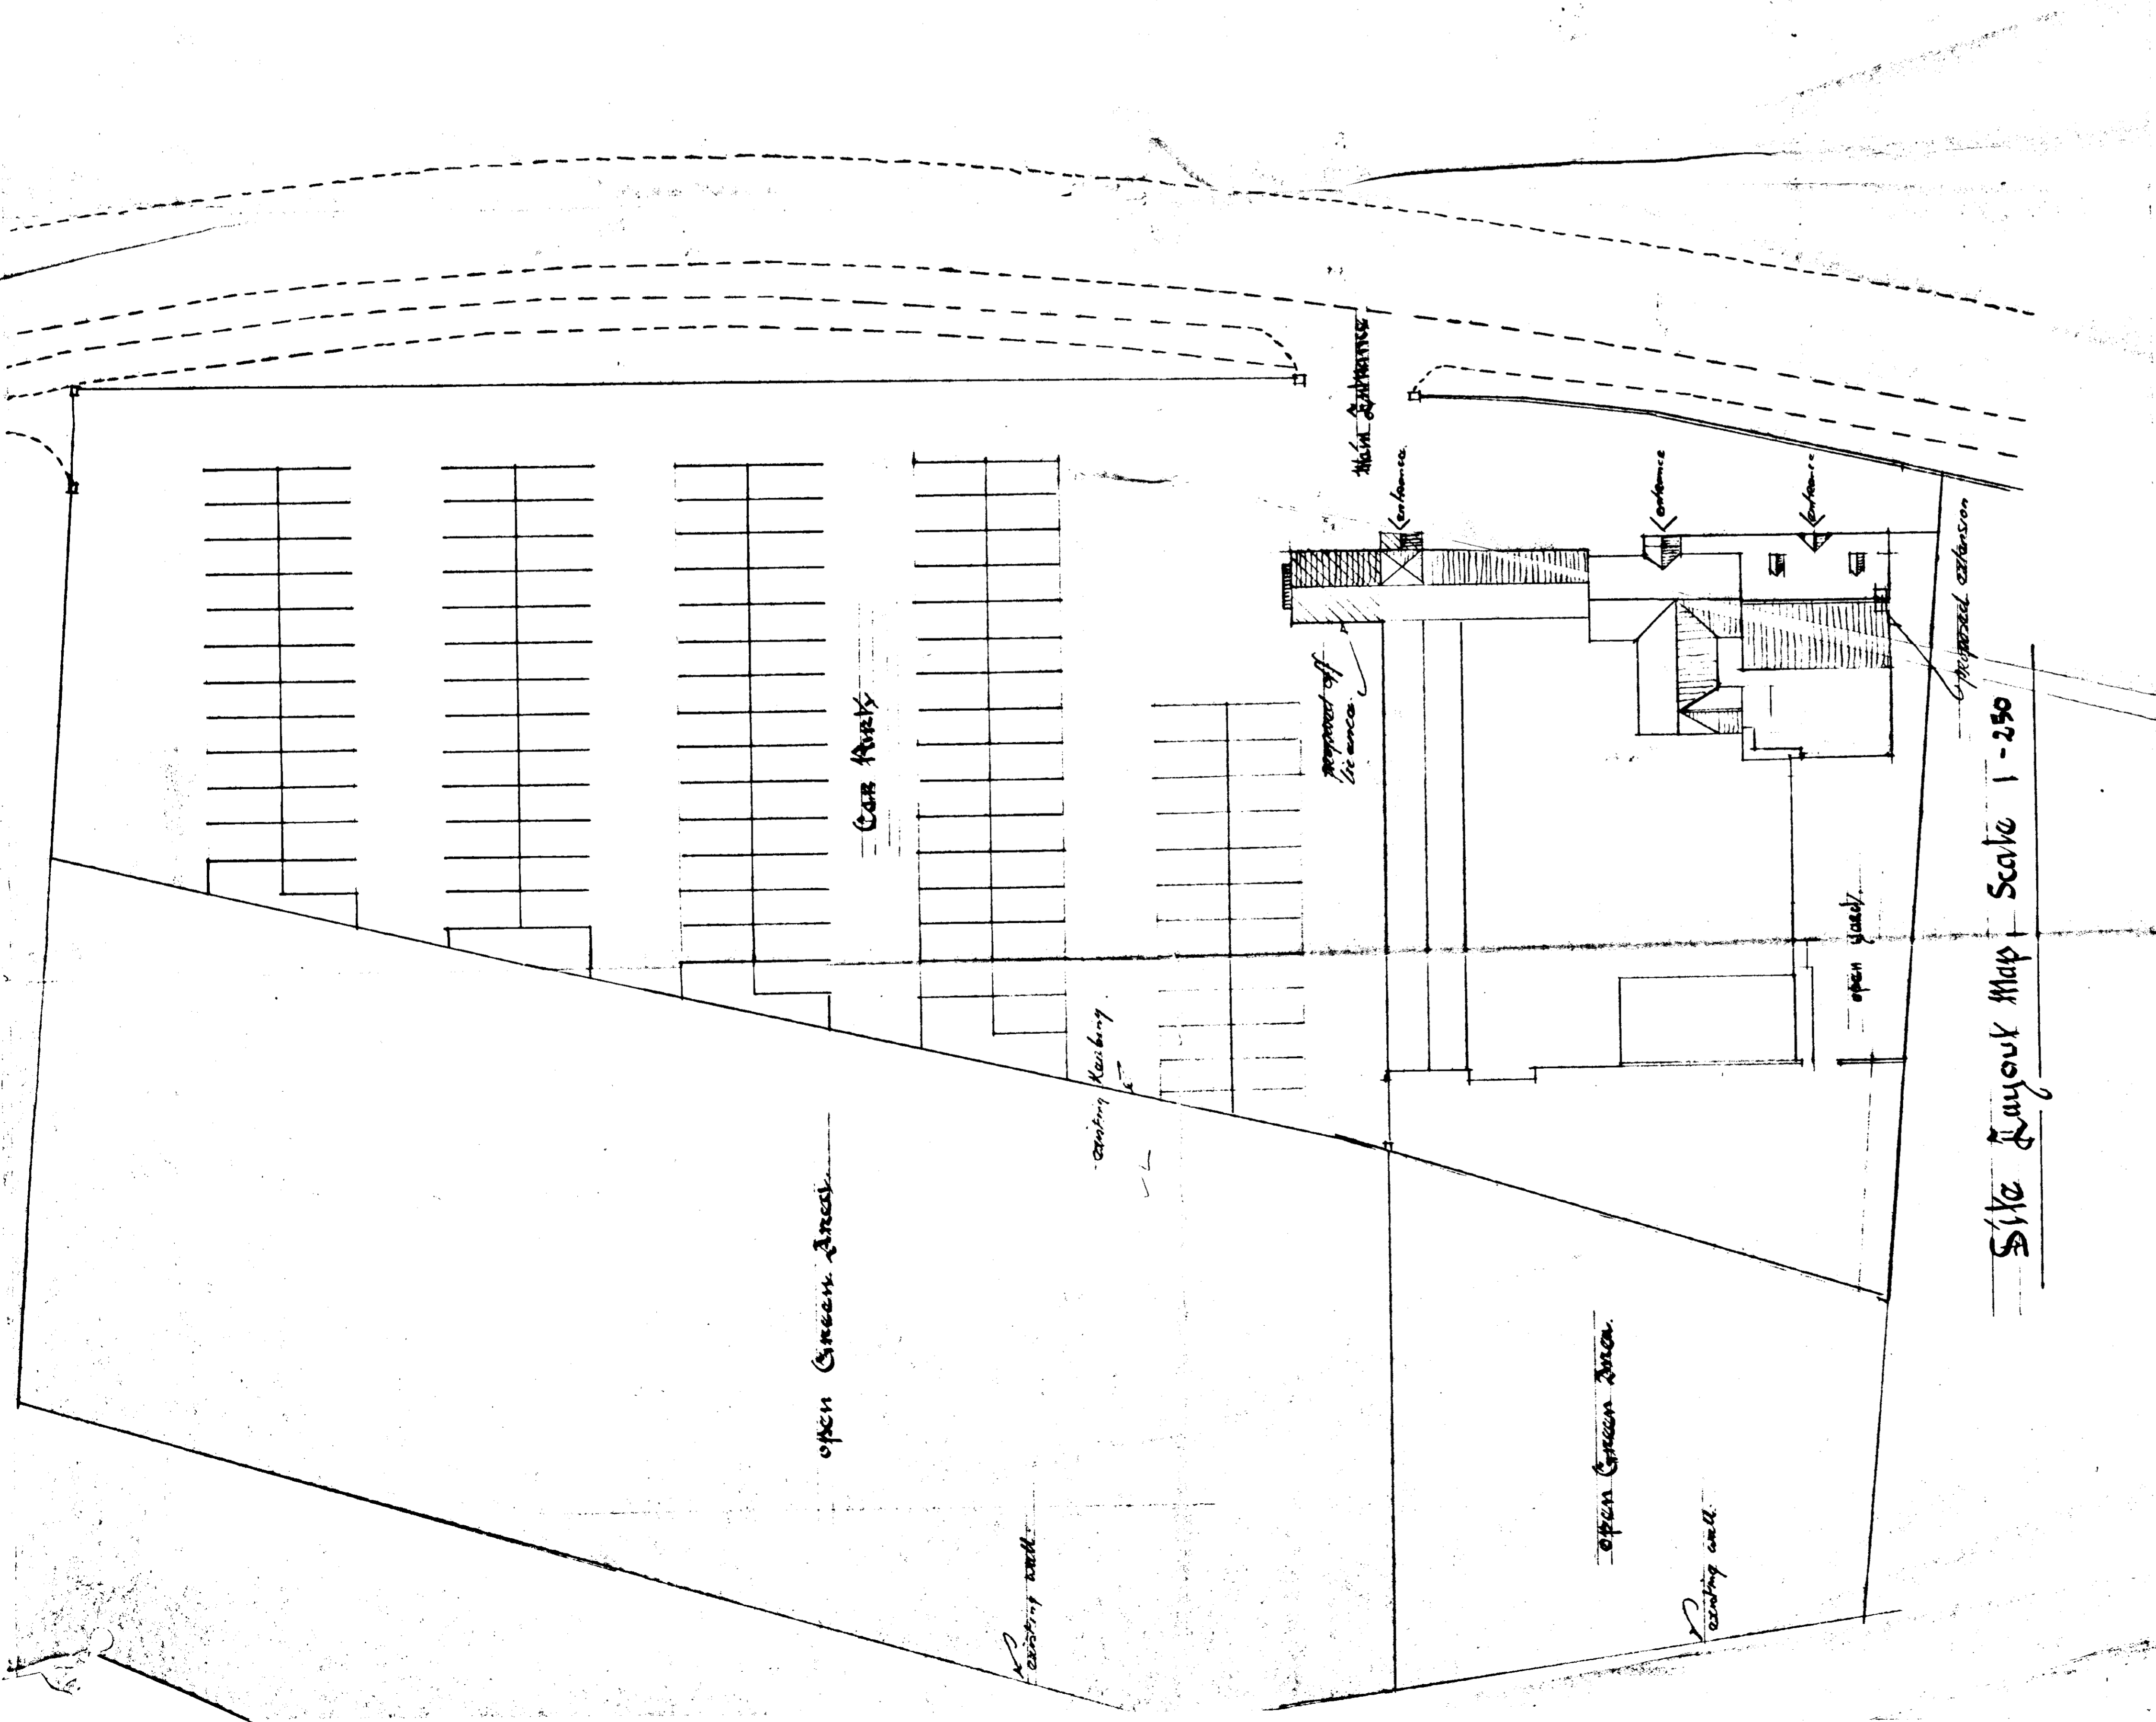 Main Entrance
entrance
entrance
entrance
proposed extension
Car Park
proposed off
licence
open yard
existing Kerbing
open Green Area
open Green Area
existing wall
existing wall
Site Layout Map Scale 1-250